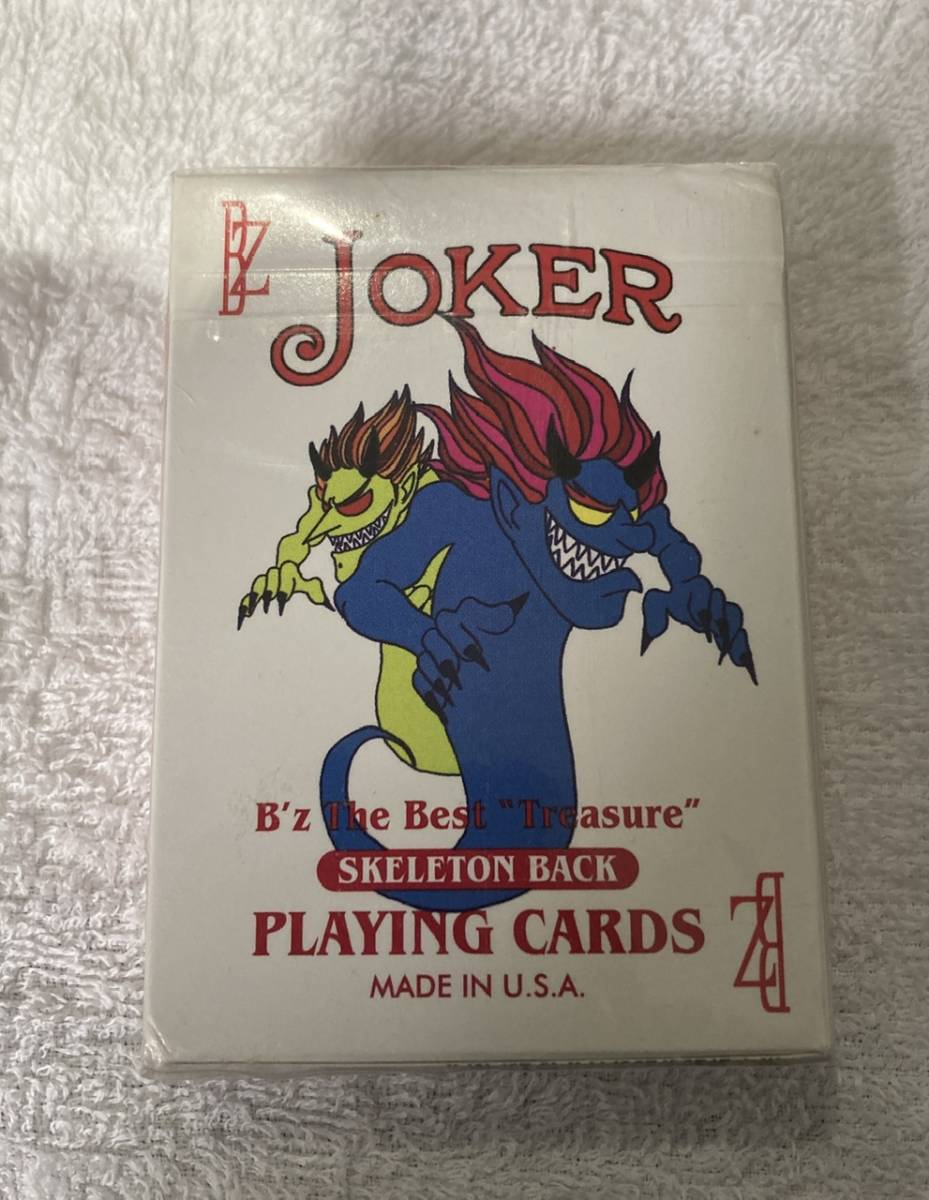 B'z
JOKER
B'z The Best "Treasure"
SKELETON BACK
PLAYING CARDS
MADE IN U.S.A.
B'z